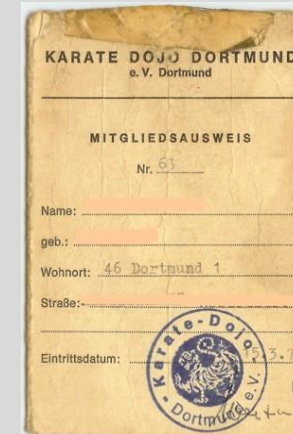 KARATE DOJO DORTMUND
e. V. Dortmund
MITGLIEDSAUSWEIS
Nr. 63
Name:
geb.:
Wohnort: 46 Dortmund 1
Straße:
Eintrittsdatum:
Karate-Dojo
Dortmund e.V.